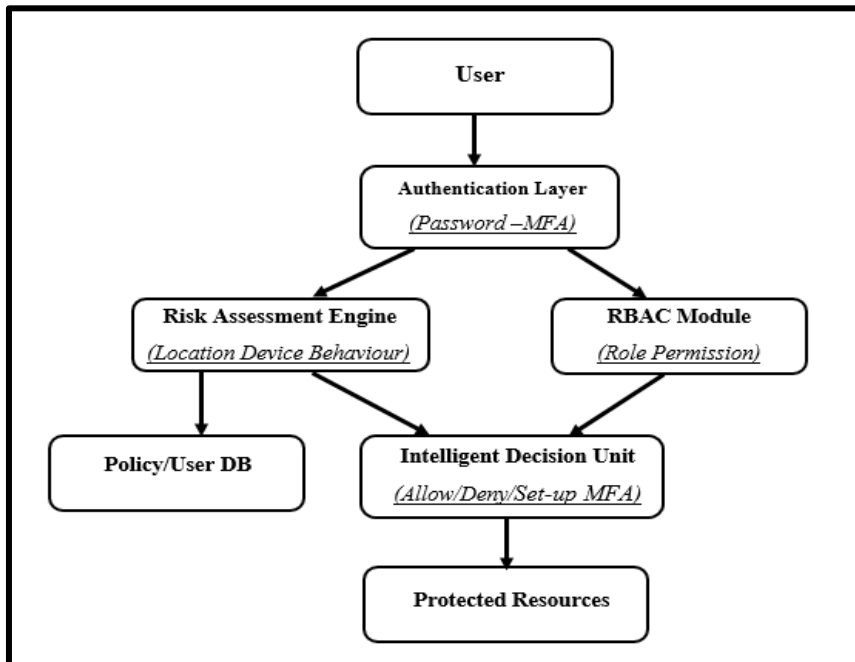 User
Authentication Layer
(Password –MFA)
Risk Assessment Engine
(Location Device Behaviour)
RBAC Module
(Role Permission)
Policy/User DB
Intelligent Decision Unit
(Allow/Deny/Set-up MFA)
Protected Resources